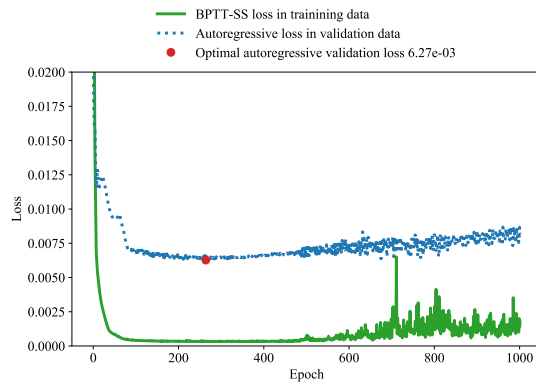 BPTT-SS loss in trainining data
Autoregressive loss in validation data
Optimal autoregressive validation loss 6.27e-03
0.0200
0.0175
0.0150
0.0125
0.0100
0.0075
0.0050
0.0025
0.0000
Loss
0 200 400 600 800 1000
Epoch